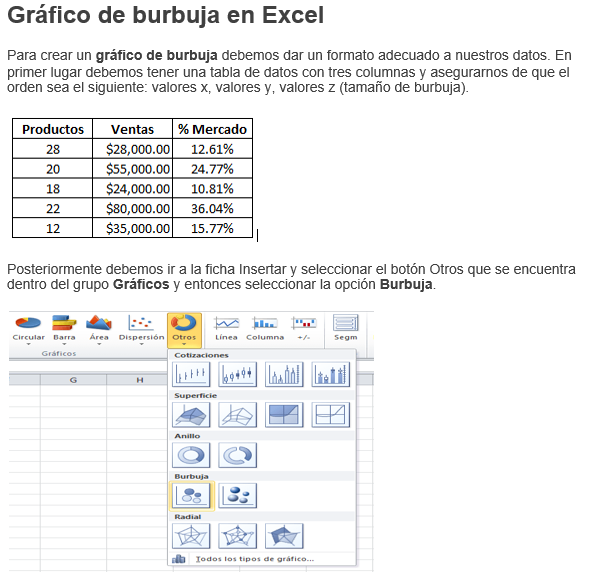 Gráfico de burbuja en Excel
Para crear un gráfico de burbuja debemos dar un formato adecuado a nuestros datos. En
primer lugar debemos tener una tabla de datos con tres columnas y asegurarnos de que el
orden sea el siguiente: valores x, valores y, valores z (tamaño de burbuja).
Productos Ventas % Mercado
28 $28,000.00 12.61%
20 $55,000.00 24.77%
18 $24,000.00 10.81%
22 $80,000.00 36.04%
12 $35,000.00 15.77%
Posteriormente debemos ir a la ficha Insertar y seleccionar el botón Otros que se encuentra
dentro del grupo Gráficos y entonces seleccionar la opción Burbuja.
Circular Barra Área Dispersión Otros Línea Columna +/- Segm
Gráficos
Cotizaciones
G H
Superficie
Anillo
Burbuja
Radial
Todos los tipos de gráfico...